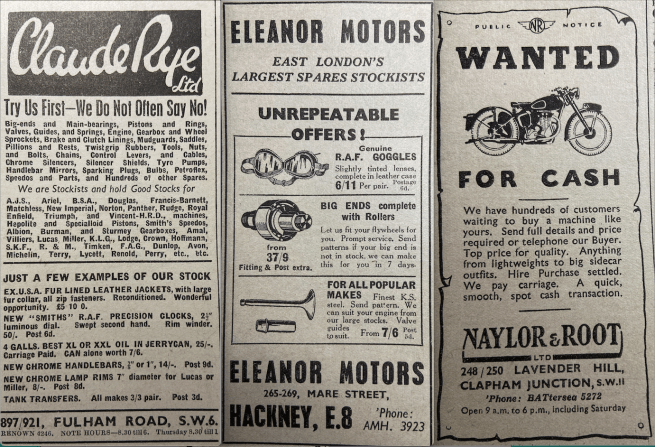 Claude Rye
Ltd
Try Us First—We Do Not Often Say No!
Big-ends and Main-bearings, Pistons and Rings,
Valves, Guides, and Springs, Engine, Gearbox and Wheel
Sprockets, Brake and Clutch Linings, Mudguards, Saddles,
Pillions and Rests, Twistgrip Rubbers, Tools, Nuts,
and Bolts, Chains, Control Levers, and Cables,
Chrome Silencers, Silencer Shields, Tyre Pumps,
Handlebar Mirrors, Sparking Plugs, Bulbs, Petroflex,
Speedos and Parts, and Hundreds of other Spares.
We are Stockists and hold Good Stocks for
A.J.S., Ariel, B.S.A., Douglas, Francis-Barnett,
Matchless, New Imperial, Norton, Panther, Rudge, Royal
Enfield, Triumph, and Vincent-H.R.D., machines,
Hepolite and Specialloid Pistons, Smith's Speedos,
Albion, Burman, and Sturmey Gearboxes, Amal,
Villiers, Lucas, Miller, K.L.G., Lodge, Crown, Hoffmann,
S.K.F., R. & M., Timken, F.A.G., Dunlop, Avon,
Michelin, Terry, Lycett, Renold, Perry, etc., etc.
JUST A FEW EXAMPLES OF OUR STOCK
EX.U.S.A. FUR LINED LEATHER JACKETS, with large
fur collar, all zip fasteners. Reconditioned. Wonderful
opportunity. £5 10 0.
NEW "SMITHS" R.A.F. PRECISION CLOCKS, 2½"
luminous dial. Swept second hand. Rim winder.
50/. Post 6d.
4 GALLS. BEST XL OR XXL OIL IN JERRYCAN, 25/-.
Carriage Paid. CAN alone worth 7/6.
NEW CHROME HANDLEBARS, ⅞" or 1", 14/-. Post 9d.
NEW CHROME LAMP RIMS 7" diameter for Lucas or
Miller, 8/-. Post 8d.
TANK TRANSFERS. All makes 3/3 pair. Post 3d.
897/921, FULHAM ROAD, S.W.6.
RENOWN 6246. NOTE HOURS—8.30 till 6. Thursday 8.30 till 1
ELEANOR MOTORS
EAST LONDON'S
LARGEST SPARES STOCKISTS
UNREPEATABLE
OFFERS!
Genuine
R.A.F. GOGGLES
Slightly tinted lenses,
complete in leather case
6/11 Per pair. Postage
6d.
BIG ENDS complete
with Rollers
Let us fit your flywheels for
you. Prompt service. Send
patterns if your big end is
not in stock, we can make
this for you in 7 days.
from
37/9
Fitting & Post extra.
FOR ALL POPULAR
MAKES Finest K.S.
steel. Send pattern. We
can suit your engine from
our large stocks. Valve
guides
to suit. From 7/6 Post
5d.
ELEANOR MOTORS
265-269, MARE STREET,
HACKNEY, E.8 'Phone:
AMH. 3923
PUBLIC NR NOTICE
WANTED
FOR CASH
We have hundreds of customers
waiting to buy a machine like
yours. Send full details and price
required or telephone our Buyer.
Top price for quality. Anything
from lightweights to big sidecar
outfits. Hire Purchase settled.
We pay carriage. A quick,
smooth, spot cash transaction.
NAYLOR & ROOT
LTD
248/250 LAVENDER HILL,
CLAPHAM JUNCTION, S.W.11
'Phone: BATtersea 5272
Open 9 a.m. to 6 p.m., including Saturday